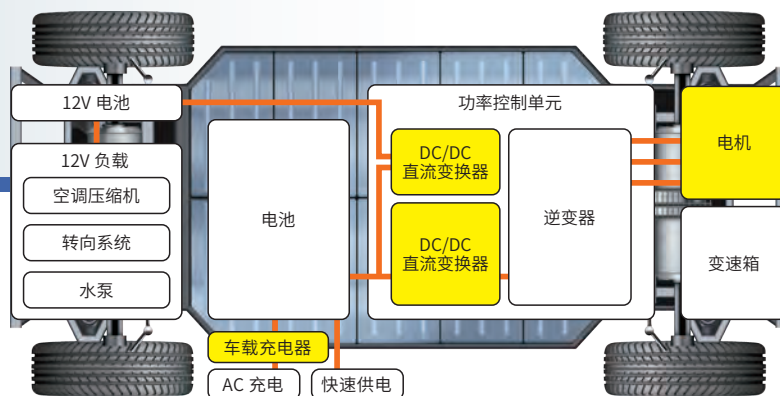 12V 电池
12V 负载
空调压缩机
转向系统
水泵
电池
车载充电器
AC 充电
快速供电
功率控制单元
DC/DC
直流变换器
DC/DC
直流变换器
逆变器
电机
变速箱